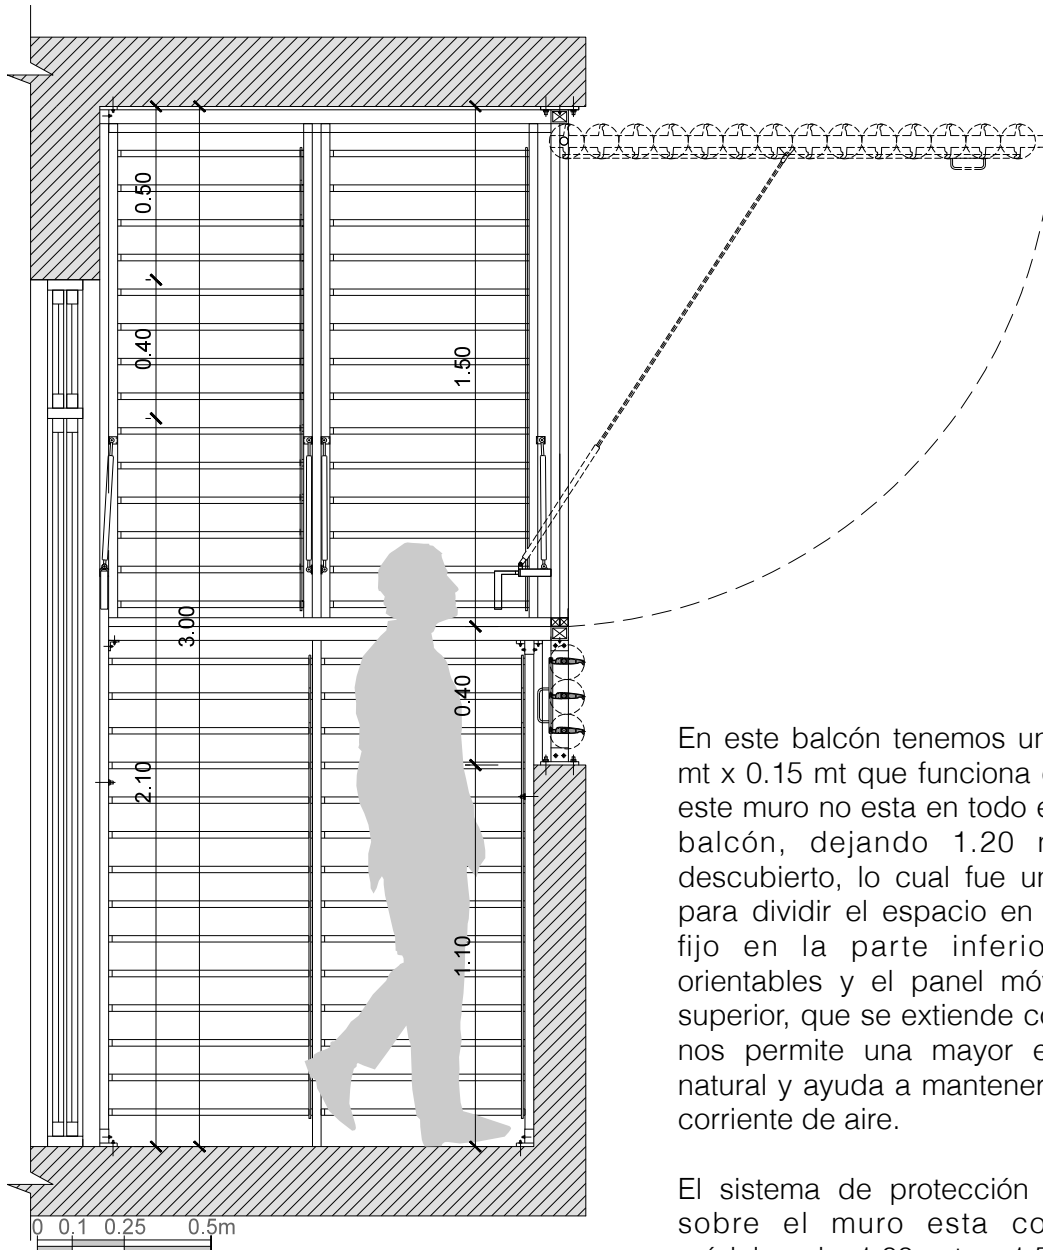 0.50
0.40
1.50
3.00
0.40
2.10
1.10
0 0.1 0.25 0.5m
En este balcón tenemos un
mt x 0.15 mt que funciona
este muro no esta en todo e
balcón, dejando 1.20
descubierto, lo cual fue un
para dividir el espacio en
fijo en la parte inferio
orientables y el panel mó
superior, que se extiende co
nos permite una mayor e
natural y ayuda a mantener
corriente de aire.
El sistema de protección
sobre el muro esta co